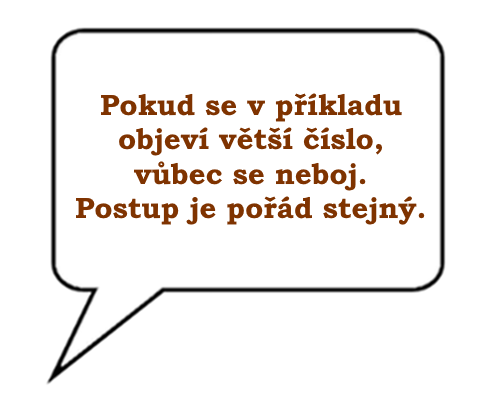 Pokud se v příkladu
objeví větší číslo,
vůbec se neboj.
Postup je pořád stejný.